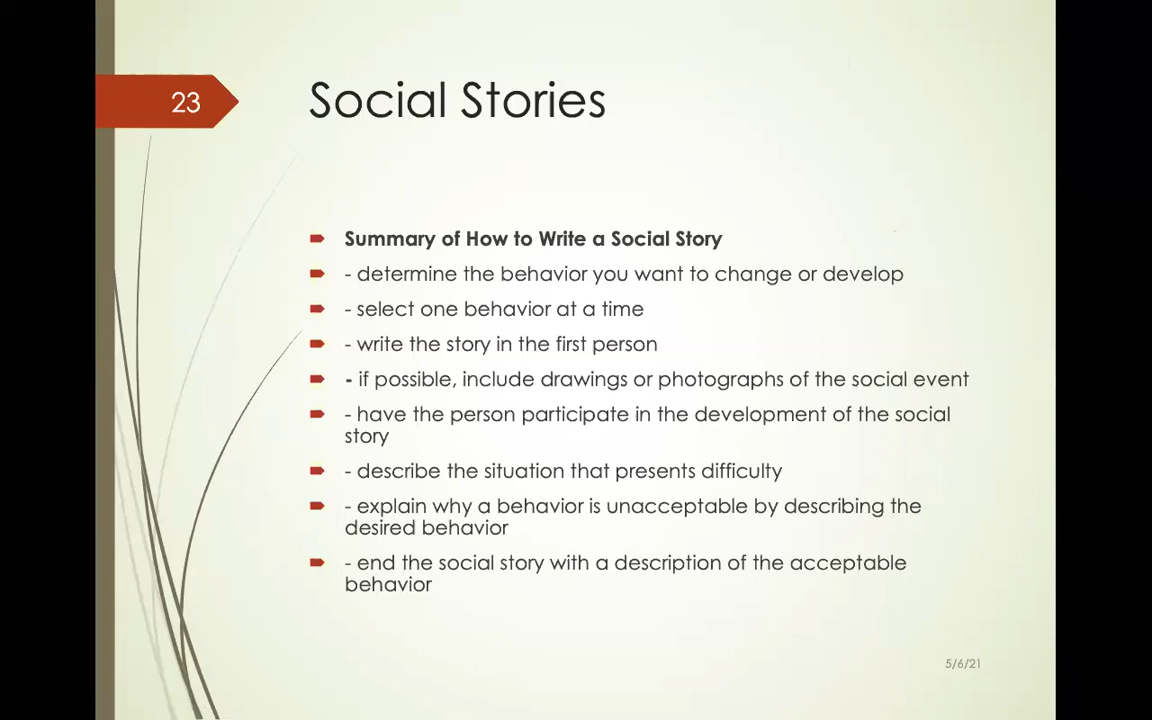 23
Social Stories
Summary of How to Write a Social Story
- determine the behavior you want to change or develop
- select one behavior at a time
- write the story in the first person
- if possible, include drawings or photographs of the social event
- have the person participate in the development of the social
story
- describe the situation that presents difficulty
- explain why a behavior is unacceptable by describing the
desired behavior
- end the social story with a description of the acceptable
behavior
5/6/21